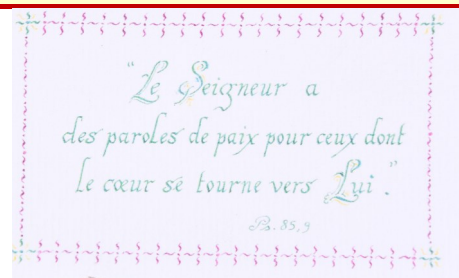 "Le Seigneur a
des paroles de paix pour ceux dont
le cœur se tourne vers Lui".
Ps. 85,9